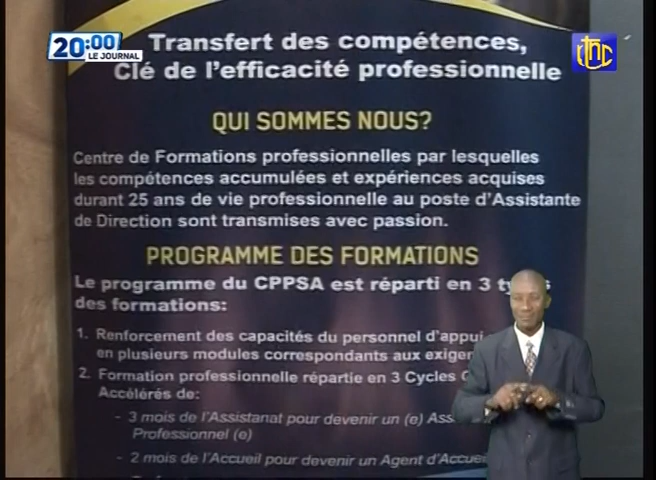 20:00
LE JOURNAL
Transfert des compétences,
Clé de l'efficacité professionnelle
QUI SOMMES NOUS?
Centre de Formations professionnelles par lesquelles
les compétences accumulées et expériences acquises
durant 25 ans de vie professionnelle au poste d'Assistante
de Direction sont transmises avec passion.
PROGRAMME DES FORMATIONS
Le programme du CPPSA est réparti en 3
des formations:
1. Renforcement des capacités du personnel d'appui
en plusieurs modules correspondants aux
2. Formation professionnelle répartie en 3 Cycles
Accélérés de:
- 3 mois de l'Assistanat pour devenir un (e)
Professionnel (e)
- 2 mois de l'Accueil pour devenir un Agent d'Accueil